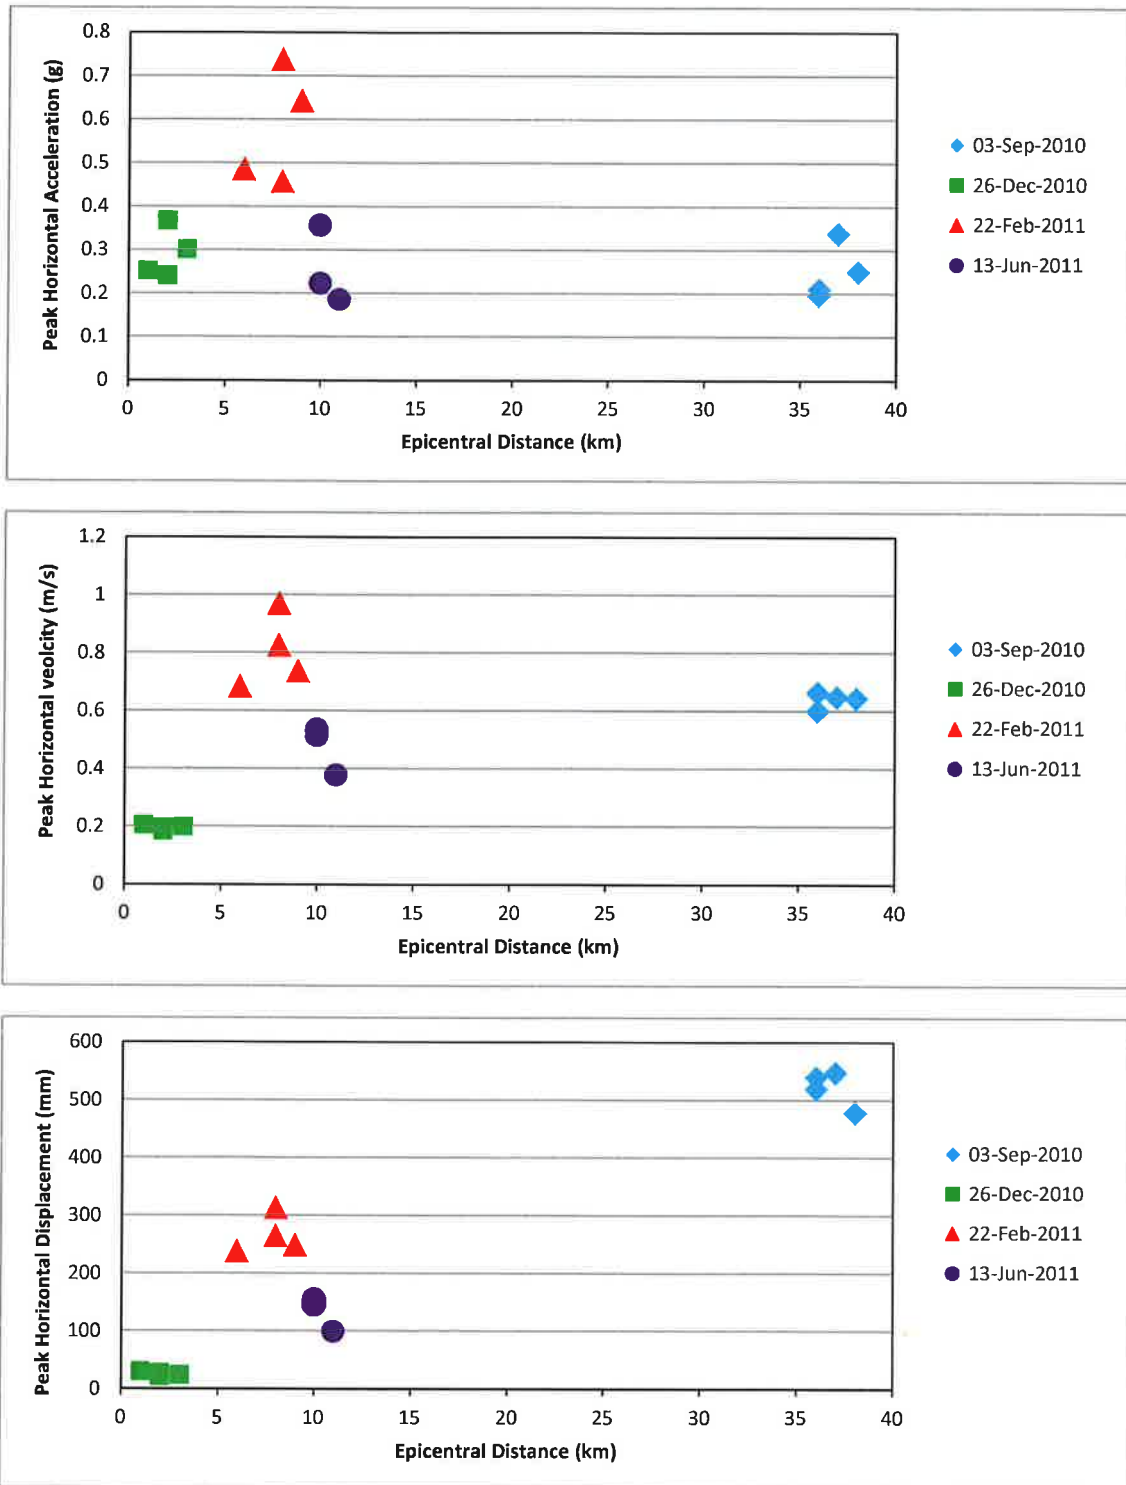 0.8
0.7
0.6
0.5
0.4
0.3
0.2
0.1
0
Peak Horizontal Acceleration (g)
0 5 10 15 20 25 30 35 40
Epicentral Distance (km)
03-Sep-2010
26-Dec-2010
22-Feb-2011
13-Jun-2011
1.2
1
0.8
0.6
0.4
0.2
0
Peak Horizontal veolcity (m/s)
0 5 10 15 20 25 30 35 40
Epicentral Distance (km)
03-Sep-2010
26-Dec-2010
22-Feb-2011
13-Jun-2011
600
500
400
300
200
100
0
Peak Horizontal Displacement (mm)
0 5 10 15 20 25 30 35 40
Epicentral Distance (km)
03-Sep-2010
26-Dec-2010
22-Feb-2011
13-Jun-2011